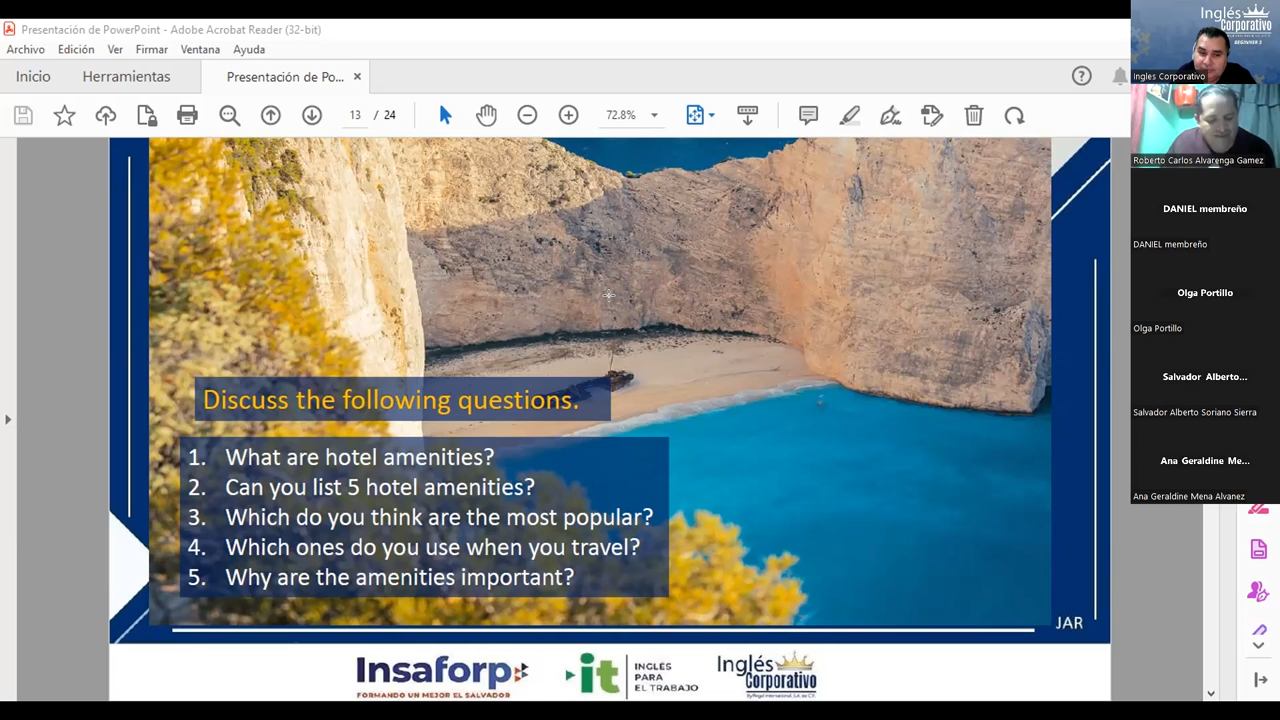 Presentación de PowerPoint - Adobe Acrobat Reader (32-bit)
Archivo Edición Ver Firmar Ventana Ayuda
Inicio Herramientas Presentación de Po... ×
13 / 24 72.8%
Discuss the following questions.
1. What are hotel amenities?
2. Can you list 5 hotel amenities?
3. Which do you think are the most popular?
4. Which ones do you use when you travel?
5. Why are the amenities important?
JAR
Insaforp
FORMANDO UN MEJOR EL SALVADOR
it
INGLÉS
PARA
EL TRABAJO
Inglés
Corporativo
Inglés
Corporativo
BEGINNER 2
Ingles Corporativo
Roberto Carlos Alvarenga Gamez
DANIEL membreño
DANIEL membreño
Olga Portillo
Olga Portillo
Salvador Alberto...
Salvador Alberto Soriano Sierra
Ana Geraldine Me...
Ana Geraldine Mena Alvanez